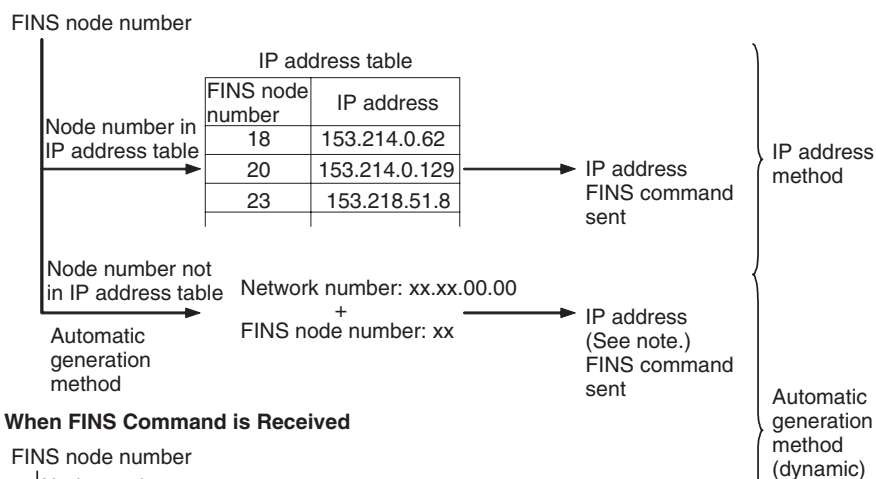 FINS node number
IP address table
FINS node number
IP address
Node number in
IP address table
18
153.214.0.62
20
153.214.0.129
23
153.218.51.8
IP address
FINS command
sent
IP address
method
Node number not
in IP address table
Network number: xx.xx.00.00
+
FINS node number: xx
IP address
(See note.)
FINS command
sent
Automatic
generation
method
Automatic
generation
method
(dynamic)
When FINS Command is Received
FINS node number